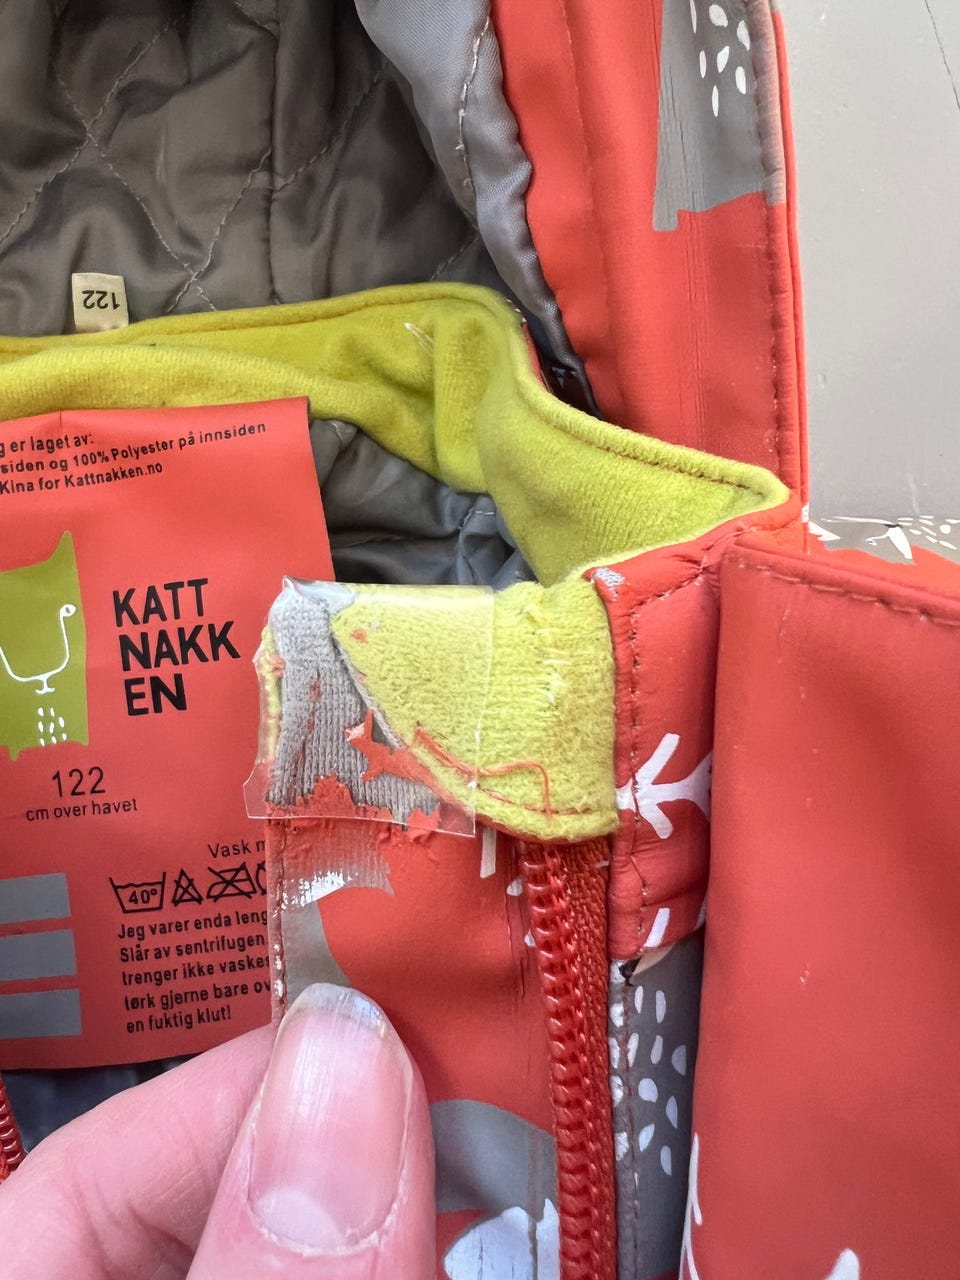 122
g er laget av:
siden og 100% Polyester på innsiden
Kina for Kattnakken.no
KATT
NAKK
EN
122
cm over havet
Vask
40°
Jeg varer enda leng
Slår av sentrifugen
trenger ikke vaske
tørk gjerne bare ov
en fuktig klut!